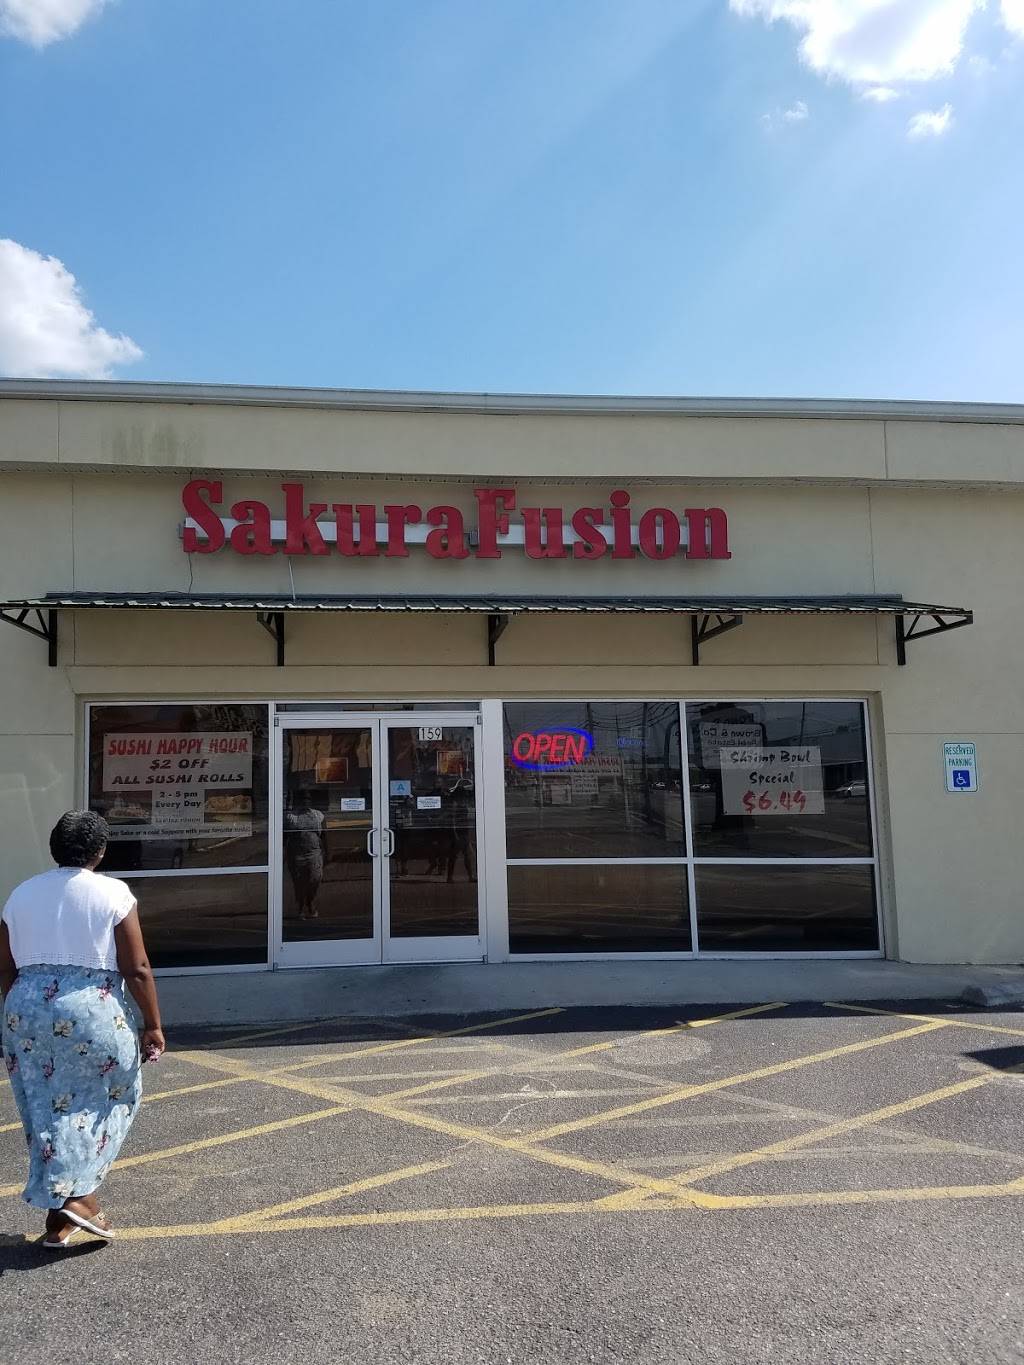 SakuraFusion
SUSHI HAPPY HOUR
$2 OFF
ALL SUSHI ROLLS
2 - 5 pm
Every Day
159
A
OPEN
Shrimp Bowl
Special
$6.49
RESERVED
PARKING